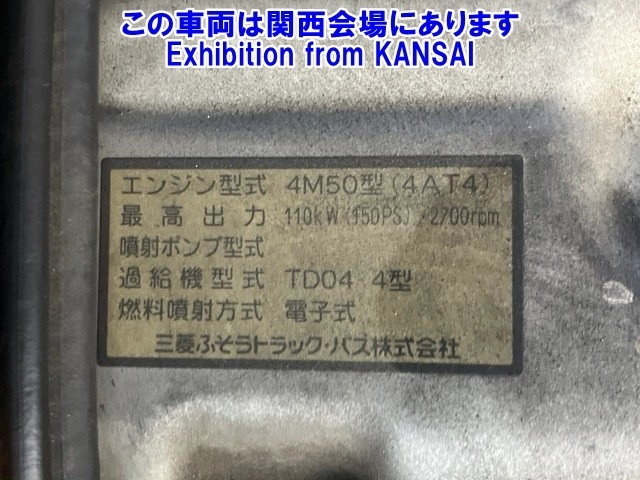 この車両は関西会場にあります
Exhibition from KANSAI
エンジン型式 4M50型(4AT4)
最高出力 110kW(150PS)/2700rpm
噴射ポンプ型式
過給機型式 TD04-4型
燃料噴射方式 電子式
三菱ふそうトラック・バス株式会社